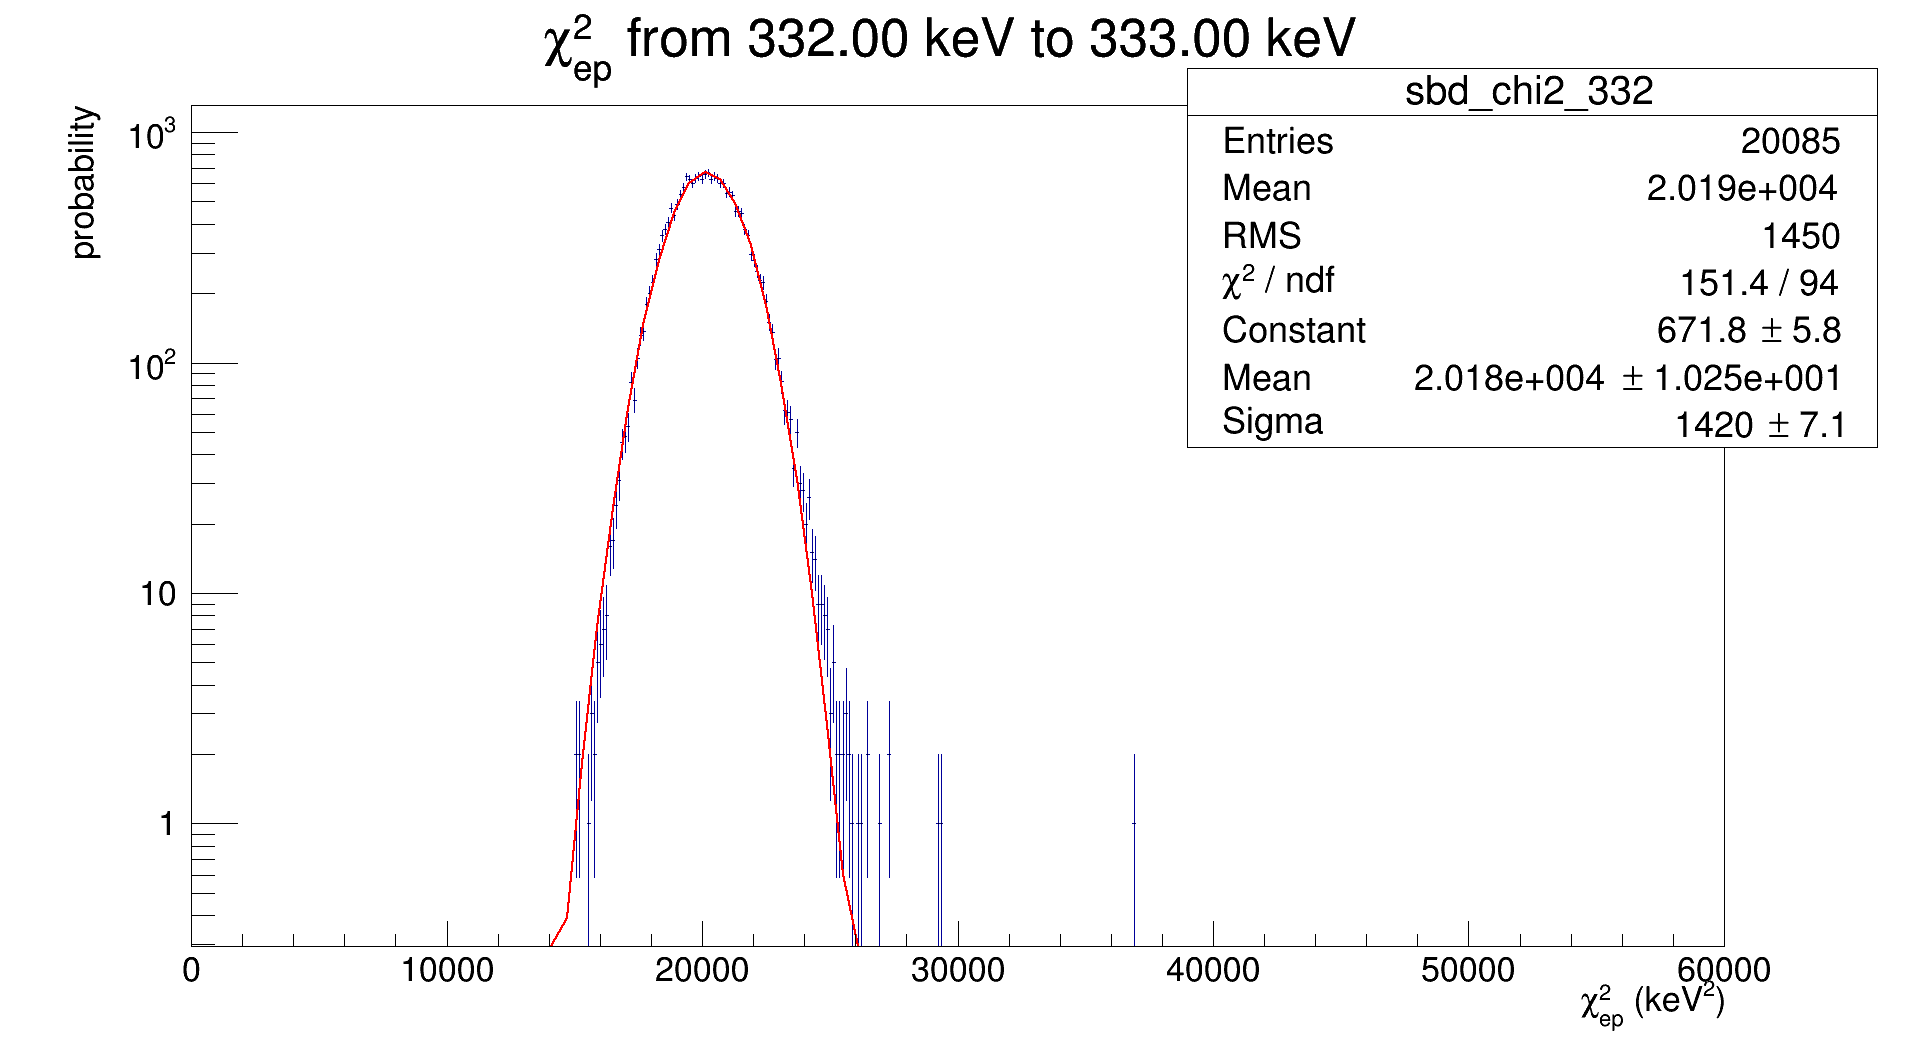 χ²ep from 332.00 keV to 333.00 keV
sbd_chi2_332
Entries 20085
Mean 2.019e+004
RMS 1450
χ² / ndf 151.4 / 94
Constant 671.8 ± 5.8
Mean 2.018e+004 ± 1.025e+001
Sigma 1420 ± 7.1
probability
10³
10²
10
1
0 10000 20000 30000 40000 50000 60000
χ²ep (keV²)